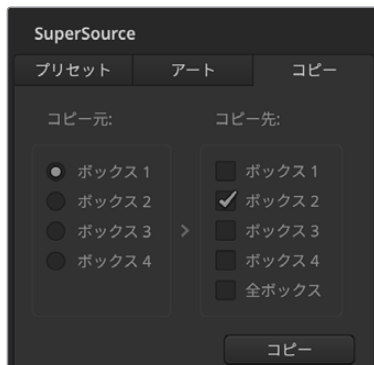 SuperSource
プリセット アート コピー
コピー元: コピー先:
ボックス 1 ボックス 1
ボックス 2 ボックス 2
ボックス 3 > ボックス 3
ボックス 4 ボックス 4
全ボックス
コピー